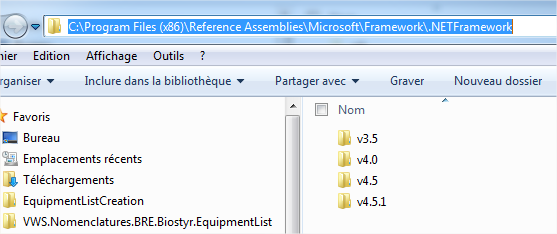 C:\Program Files (x86)\Reference Assemblies\Microsoft\Framework\.NETFramework
Edition Affichage Outils ?
Inclure dans la bibliothèque Partager avec Graver Nouveau dossier
Favoris
Bureau
Emplacements récents
Téléchargements
EquipmentListCreation
VWS.Nomenclatures.BRE.Biostyr.EquipmentList
Nom
v3.5
v4.0
v4.5
v4.5.1